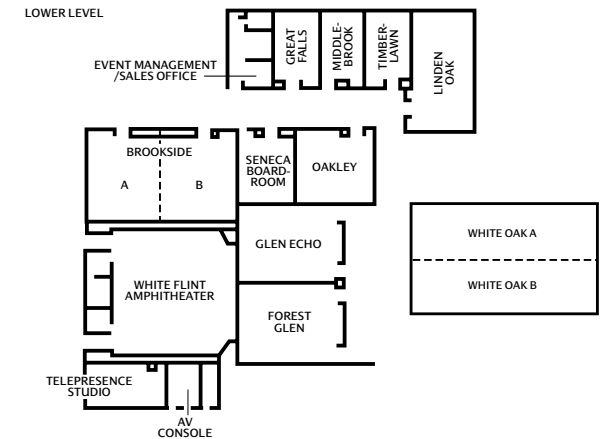 LOWER LEVEL
EVENT MANAGEMENT
/SALES OFFICE
GREAT
FALLS
MIDDLE-
BROOK
TIMBER-
LAWN
LINDEN
OAK
BROOKSIDE
A
B
SENECA
BOARD-
ROOM
OAKLEY
GLEN ECHO
WHITE OAK A
WHITE OAK B
WHITE FLINT
AMPHITHEATER
FOREST
GLEN
TELEPRESENCE
STUDIO
AV
CONSOLE